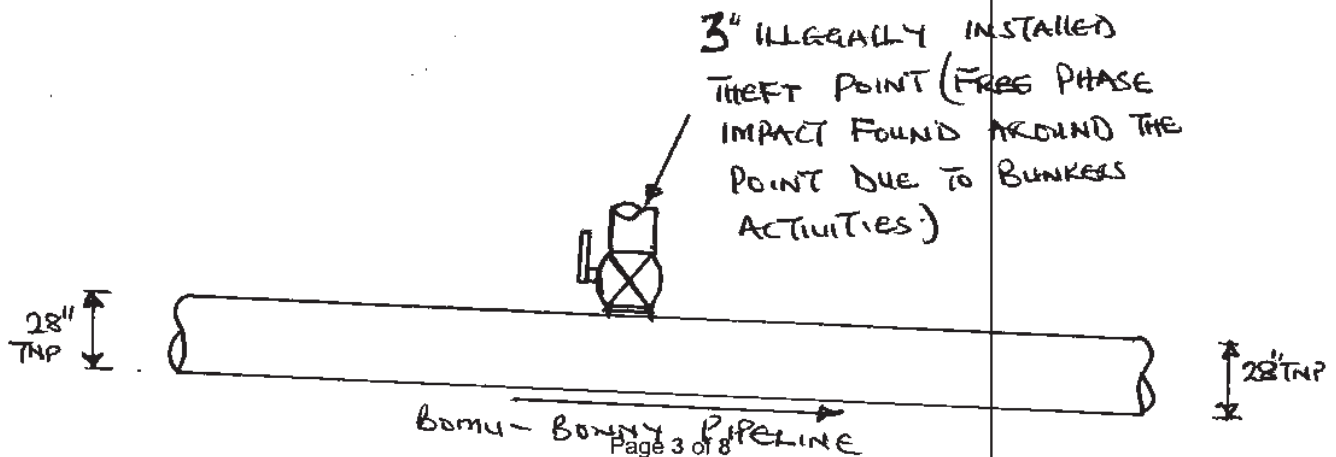 3" ILLEGALLY INSTALLED
THEFT POINT (FREE PHASE
IMPACT FOUND AROUND THE
POINT DUE TO BUNKERS
ACTIVITIES.)
28"
TNP
28" TNP
BOMU - BONNY PIPELINE
Page 3 of 8